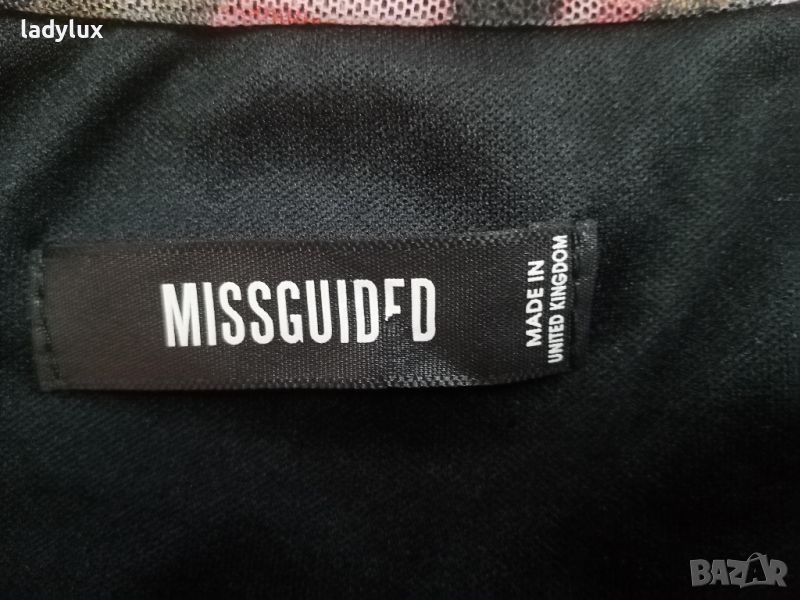 ladylux
MISSGUIDED
MADE IN
UNITED KINGDOM
BAZAR